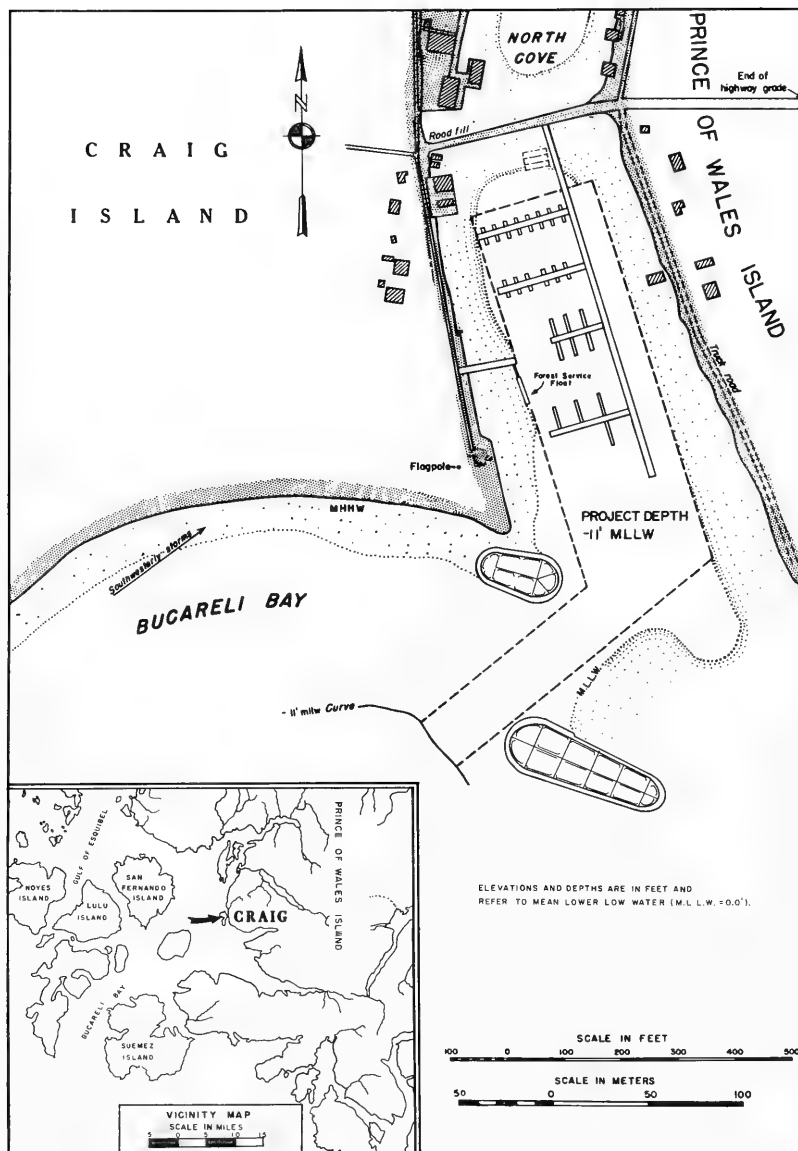 NORTH
COVE
PRINCE OF WALES ISLAND
End of
highway grade
Road fill
N
CRAIG
ISLAND
Truck road
Forest Service
Float
Flagpole
MHHW
PROJECT DEPTH
-11' MLLW
Southwesterly storms
BUCARELI BAY
M.L.L.W.
-11' mllw Curve
GULF OF ESQUIBEL
PRINCE OF WALES ISLAND
NOYES
ISLAND
SAN
FERNANDO
ISLAND
LULU
ISLAND
CRAIG
BUCARELI BAY
SUEMEZ
ISLAND
VICINITY MAP
SCALE IN MILES
5 0 5 10 15
ELEVATIONS AND DEPTHS ARE IN FEET AND
REFER TO MEAN LOWER LOW WATER (M.L.L.W. = 0.0').
SCALE IN FEET
100 0 100 200 300 400 500
SCALE IN METERS
50 0 50 100